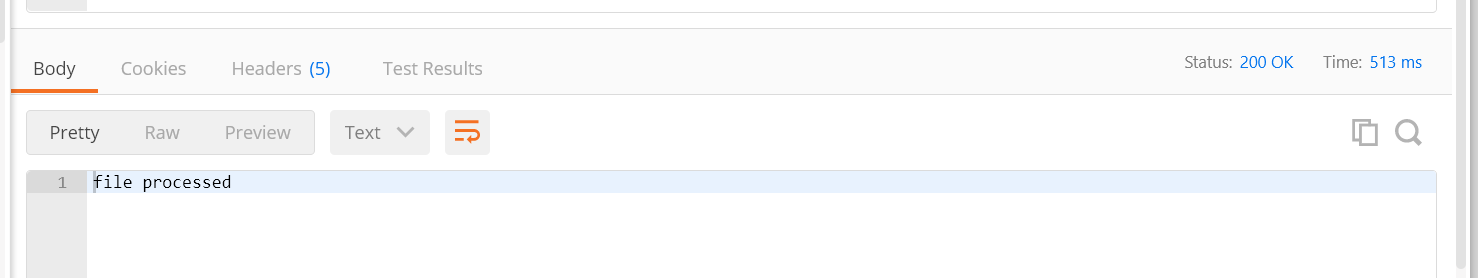 Body Cookies Headers (5) Test Results Status: 200 OK Time: 513 ms
Pretty Raw Preview Text
1 file processed